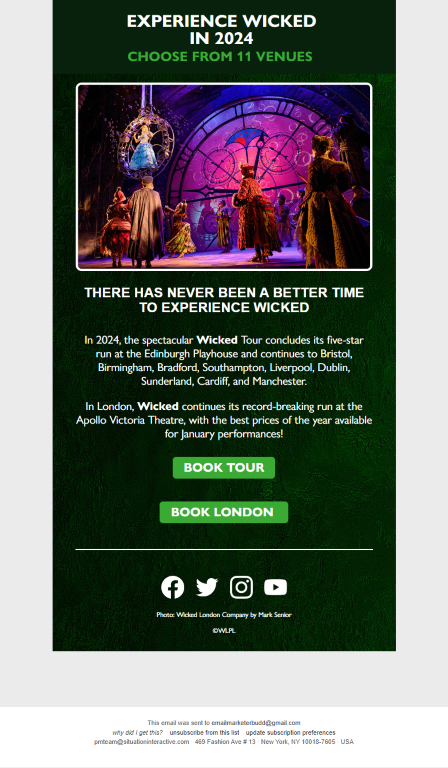 EXPERIENCE WICKED
IN 2024
CHOOSE FROM 11 VENUES
THERE HAS NEVER BEEN A BETTER TIME
TO EXPERIENCE WICKED
In 2024, the spectacular Wicked Tour concludes its five-star
run at the Edinburgh Playhouse and continues to Bristol,
Birmingham, Bradford, Southampton, Liverpool, Dublin,
Sunderland, Cardiff, and Manchester.
In London, Wicked continues its record-breaking run at the
Apollo Victoria Theatre, with the best prices of the year available
for January performances!
BOOK TOUR
BOOK LONDON
Photo: Wicked London Company by Mark Senior
©WLPL
This email was sent to emailmarketerbudd@gmail.com
why did I get this? unsubscribe from this list update subscription preferences
pmteam@situationinteractive.com · 469 Fashion Ave # 13 · New York, NY 10018-7605 · USA